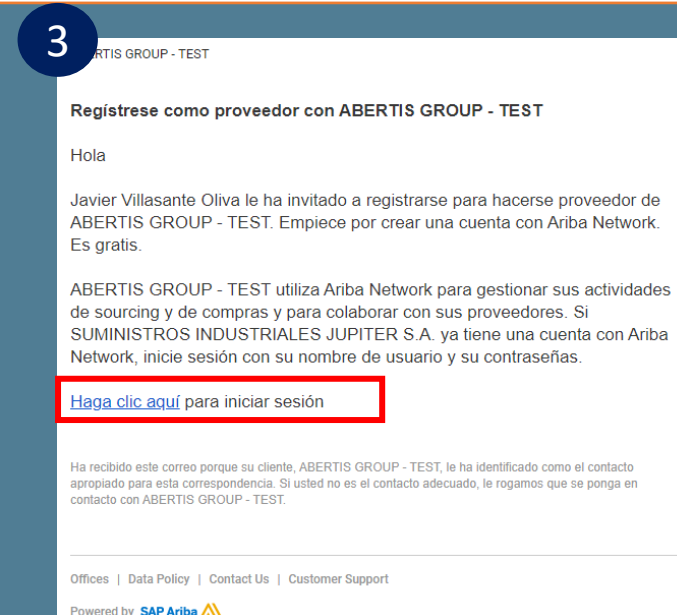 3
RTIS GROUP - TEST
Regístrese como proveedor con ABERTIS GROUP - TEST
Hola
Javier Villasante Oliva le ha invitado a registrarse para hacerse proveedor de
ABERTIS GROUP - TEST. Empiece por crear una cuenta con Ariba Network.
Es gratis.
ABERTIS GROUP - TEST utiliza Ariba Network para gestionar sus actividades
de sourcing y de compras y para colaborar con sus proveedores. Si
SUMINISTROS INDUSTRIALES JUPITER S.A. ya tiene una cuenta con Ariba
Network, inicie sesión con su nombre de usuario y su contraseñas.
Haga clic aquí para iniciar sesión
Ha recibido este correo porque su cliente, ABERTIS GROUP - TEST, le ha identificado como el contacto
apropiado para esta correspondencia. Si usted no es el contacto adecuado, le rogamos que se ponga en
contacto con ABERTIS GROUP - TEST.
Offices | Data Policy | Contact Us | Customer Support
Powered by SAP Ariba